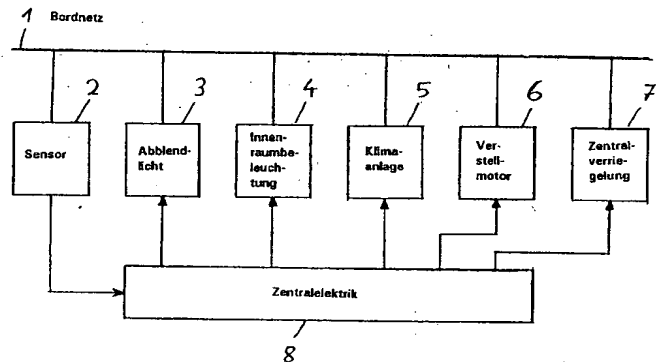 1 Bordnetz
2
3
4
5
6
7
Sensor
Abblend-
licht
Innen-
raumbe-
leuch-
tung
Klima-
anlage
Ver-
stell-
motor
Zentral-
verrie-
gelung
Zentralelektrik
8